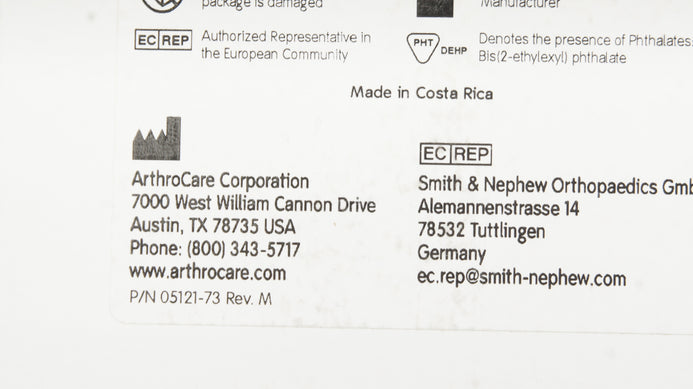 package is damaged
Manufacturer
EC REP
Authorized Representative in
the European Community
PHT
DEHP
Denotes the presence of Phthalates:
Bis(2-ethylexyl) phthalate
Made in Costa Rica
ArthroCare Corporation
7000 West William Cannon Drive
Austin, TX 78735 USA
Phone: (800) 343-5717
www.arthrocare.com
P/N 05121-73 Rev. M
EC REP
Smith & Nephew Orthopaedics Gmb
Alemannenstrasse 14
78532 Tuttlingen
Germany
ec.rep@smith-nephew.com